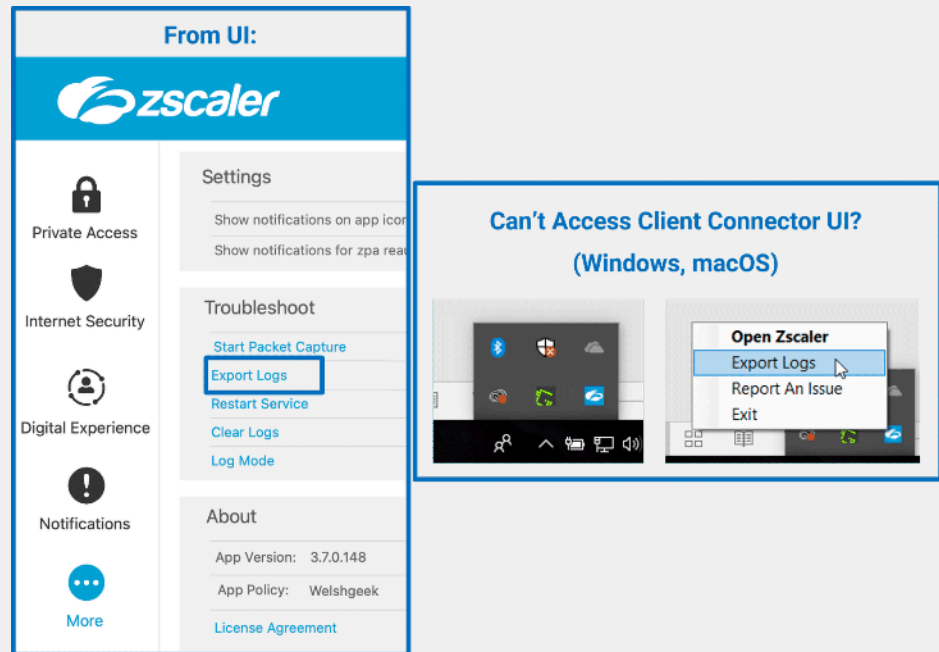 From UI:
zscaler
Private Access
Internet Security
Digital Experience
Notifications
More
Settings
Show notifications on app icon
Show notifications for zpa reau
Troubleshoot
Start Packet Capture
Export Logs
Restart Service
Clear Logs
Log Mode
About
App Version: 3.7.0.148
App Policy: Welshgeek
License Agreement
Can't Access Client Connector UI?
(Windows, macOS)
Open Zscaler
Export Logs
Report An Issue
Exit